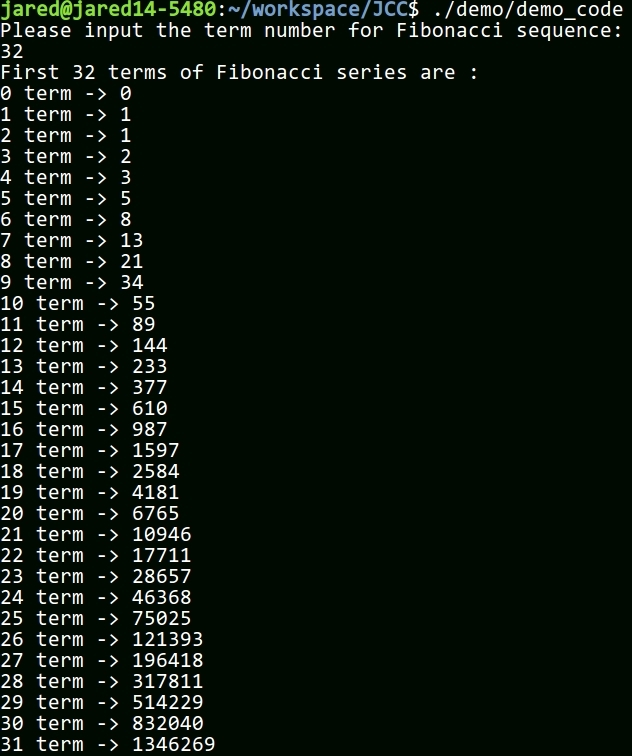 jared@jared14-5480:~/workspace/JCC$ ./demo/demo_code
Please input the term number for Fibonacci sequence:
32
First 32 terms of Fibonacci series are :
0 term -> 0
1 term -> 1
2 term -> 1
3 term -> 2
4 term -> 3
5 term -> 5
6 term -> 8
7 term -> 13
8 term -> 21
9 term -> 34
10 term -> 55
11 term -> 89
12 term -> 144
13 term -> 233
14 term -> 377
15 term -> 610
16 term -> 987
17 term -> 1597
18 term -> 2584
19 term -> 4181
20 term -> 6765
21 term -> 10946
22 term -> 17711
23 term -> 28657
24 term -> 46368
25 term -> 75025
26 term -> 121393
27 term -> 196418
28 term -> 317811
29 term -> 514229
30 term -> 832040
31 term -> 1346269